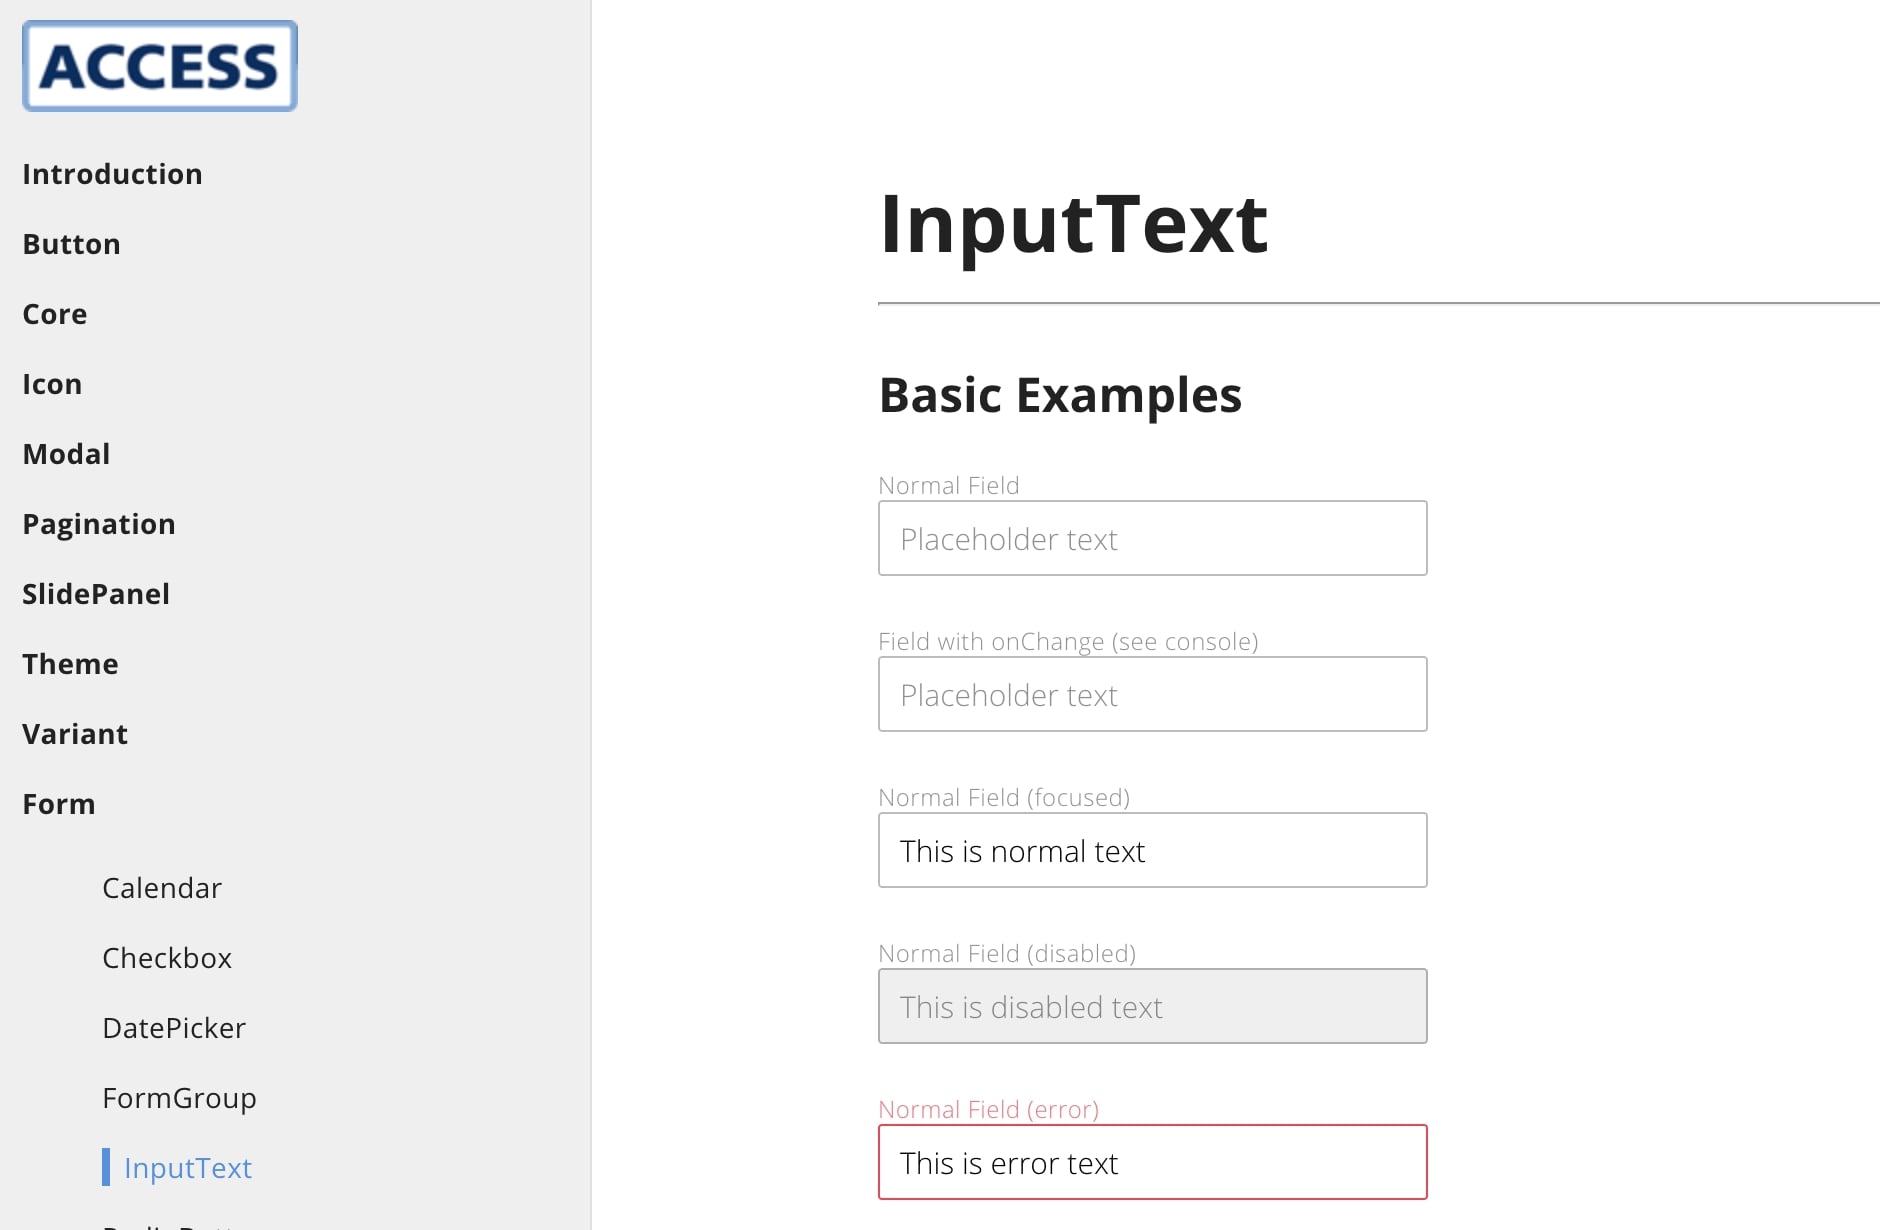 ACCESS
Introduction
Button
Core
Icon
Modal
Pagination
SlidePanel
Theme
Variant
Form
Calendar
Checkbox
DatePicker
FormGroup
InputText
InputText
Basic Examples
Normal Field
Placeholder text
Field with onChange (see console)
Placeholder text
Normal Field (focused)
This is normal text
Normal Field (disabled)
This is disabled text
Normal Field (error)
This is error text